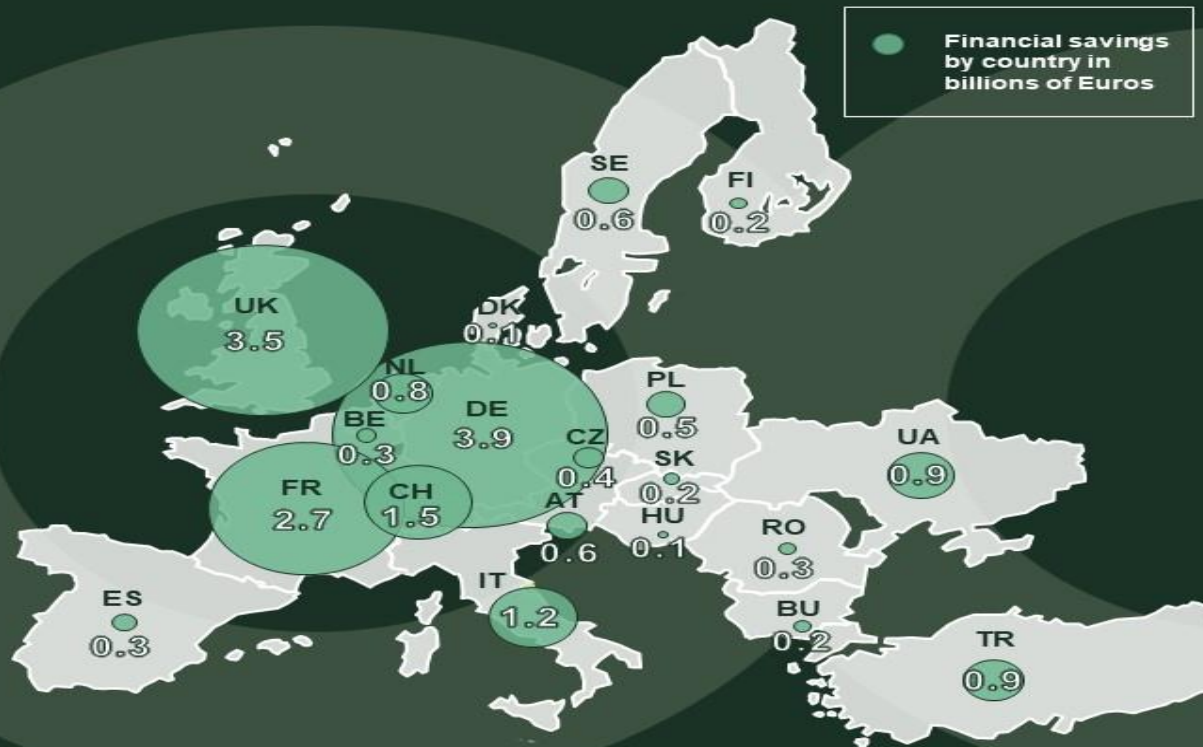 Financial savings
by country in
billions of Euros
SE
0.6
FI
0.2
UK
3.5
DK
0.1
NL
0.8
DE
3.9
BE
0.3
PL
0.5
CZ
0.4
SK
0.2
UA
0.9
FR
2.7
CH
1.5
AT
0.6
HU
0.1
RO
0.3
IT
1.2
ES
0.3
BU
0.2
TR
0.9